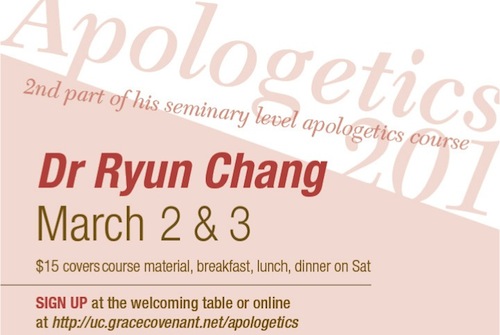 Apologetics
201
2nd part of his seminary level apologetics course
Dr Ryun Chang
March 2 & 3
$15 covers course material, breakfast, lunch, dinner on Sat
SIGN UP at the welcoming table or online
at http://uc.gracecovenant.net/apologetics